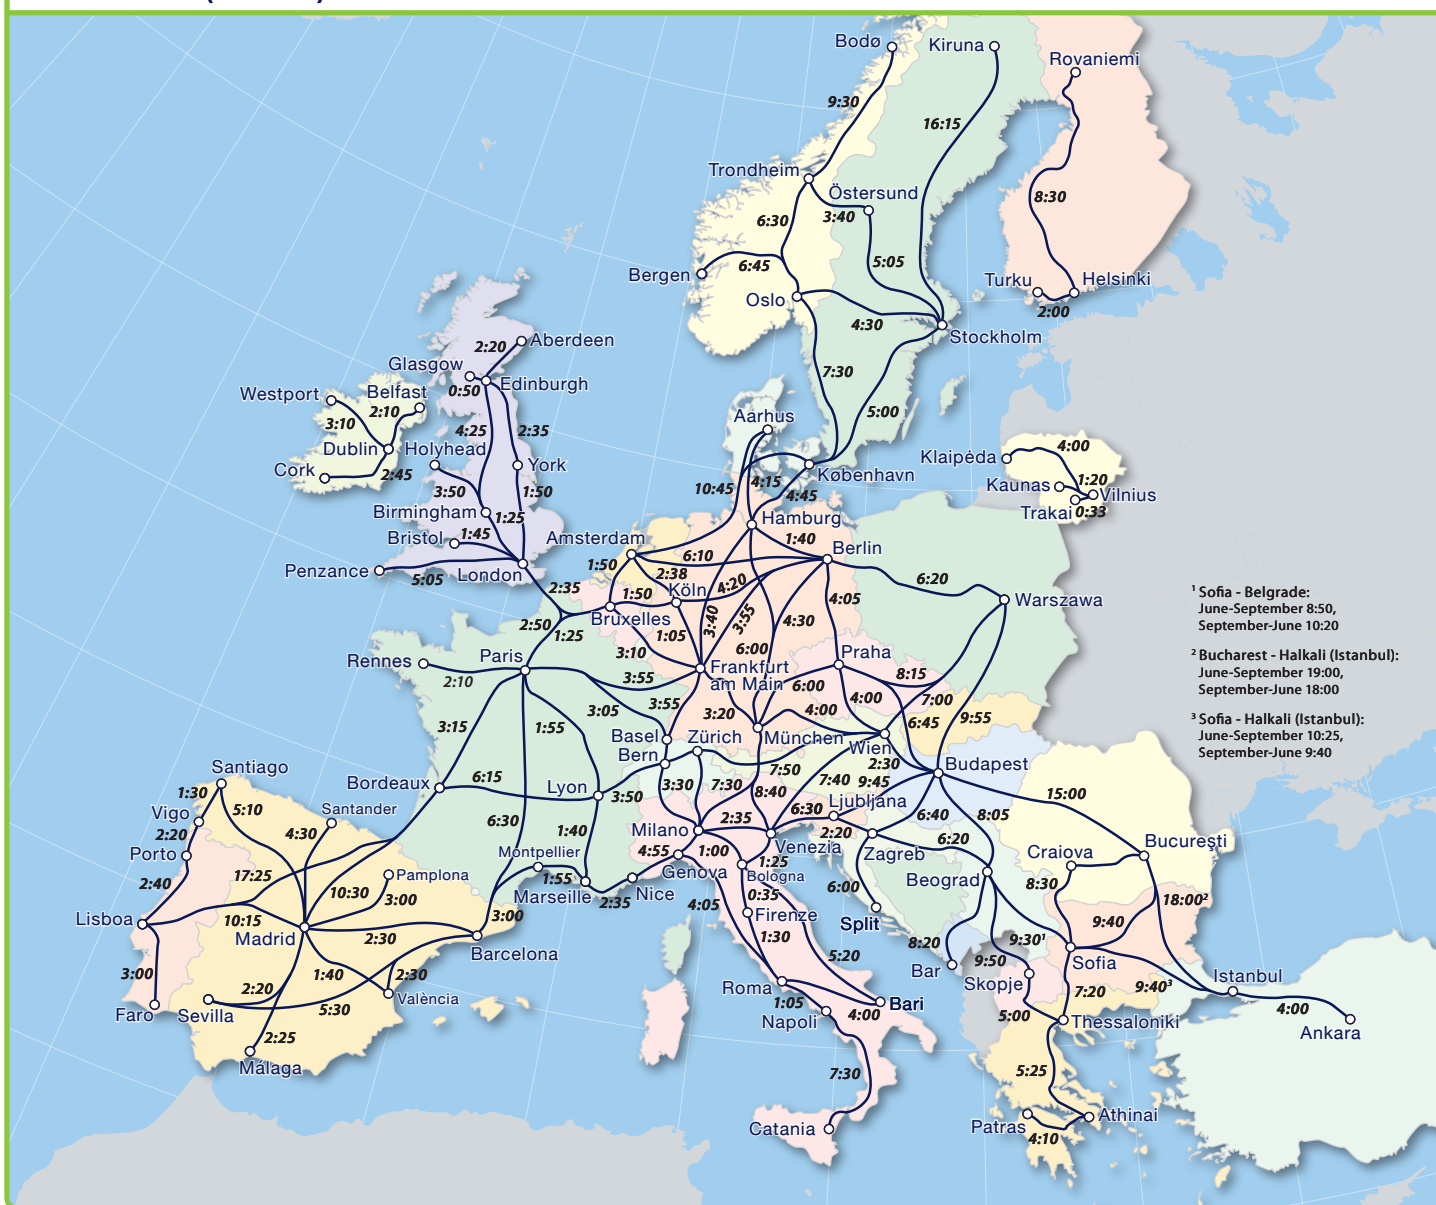 Bodø
Kiruna
Rovaniemi
9:30
16:15
Trondheim
Östersund
8:30
3:40
6:30
5:05
6:45
Bergen
Oslo
Turku
Helsinki
2:00
4:30
Stockholm
Aberdeen
2:20
Glasgow
0:50
Edinburgh
7:30
5:00
Westport
Belfast
2:10
3:10
Aarhus
4:25
2:35
Dublin
Holyhead
Cork
2:45
York
København
Klaipėda
4:00
Kaunas
1:20
Vilnius
Trakai
0:33
3:50
1:50
10:45
4:15
4:45
Birmingham
1:25
Hamburg
Bristol
1:45
Amsterdam
1:40
Berlin
6:10
Penzance
5:05
London
1:50
2:38
4:20
6:20
2:35
1:50
Köln
4:05
Warszawa
Bruxelles
2:50
1:25
1:05
3:40
3:55
4:30
¹ Sofia - Belgrade:
June-September 8:50,
September-June 10:20
² Bucharest - Halkali (Istanbul):
June-September 19:00,
September-June 18:00
³ Sofia - Halkali (Istanbul):
June-September 10:25,
September-June 9:40
Rennes
2:10
Paris
3:10
6:00
Praha
Frankfurt
am Main
3:55
6:00
8:15
4:00
7:00
3:15
1:55
3:05
3:55
3:20
4:00
6:45
9:55
Basel
Bern
Zürich
München
Wien
2:30
Santiago
Bordeaux
6:15
Lyon
3:50
3:30
7:30
7:50
8:40
7:40
9:45
Budapest
15:00
1:30
5:10
Vigo
2:20
Santander
4:30
Porto
6:30
1:40
Milano
2:35
6:30
Ljubljana
2:20
6:40
8:05
6:20
Montpellier
4:55
1:00
Venezia
1:25
Zagreb
Craiova
București
2:40
17:25
10:30
Pamplona
3:00
1:55
Marseille
2:35
Nice
Genova
Bologna
0:35
6:00
Beograd
8:30
18:00²
Lisboa
10:15
Madrid
2:30
3:00
Barcelona
4:05
Firenze
1:30
Split
9:40
8:20
9:30¹
9:50
3:00
1:40
2:30
5:20
Bar
Sofia
Skopje
Istanbul
Faro
Sevilla
2:20
València
5:30
Roma
1:05
Napoli
Bari
4:00
7:20
9:40³
4:00
Ankara
5:00
Thessaloniki
2:25
Málaga
7:30
5:25
Catania
Patras
4:10
Athinai